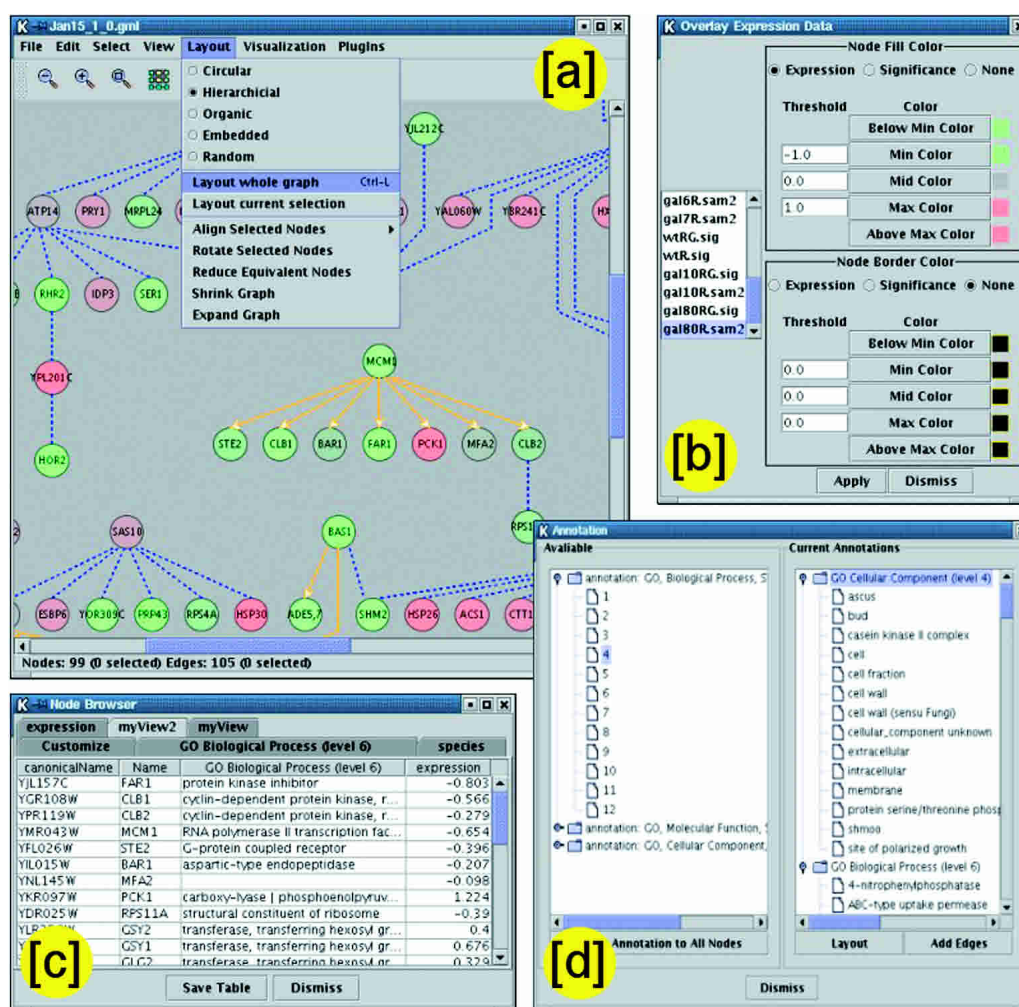 Jan15_1_0.gml
File Edit Select View Layout Visualization PlugIns
Circular
Hierarchicial
Organic
Embedded
Random
Layout whole graph Ctrl-L
Layout current selection
Align Selected Nodes
Rotate Selected Nodes
Reduce Equivalent Nodes
Shrink Graph
Expand Graph
[a]
YJL212C
ATP14 PRY1 MRPL24 YAL060W YBR241C
RHR2 IDP3 SER1
YPL201C
HOR2
MCM1
STE2 CLB1 BAR1 FAR1 PCK1 MFA2 CLB2
SAS10 BAS1
ESBP6 YOR309C PRP43 RPS4A HSP30 ADE5,7 SHM2 HSP26 ACS1 CTT1
Nodes: 99 (0 selected) Edges: 105 (0 selected)
Overlay Expression Data
gal6R.sam2
gal7R.sam2
wtRG.sig
wtR.sig
gal10RG.sig
gal10R.sam2
gal80RG.sig
gal80R.sam2
Node Fill Color
Expression Significance None
Threshold Color
Below Min Color
-1.0 Min Color
0.0 Mid Color
1.0 Max Color
Above Max Color
Node Border Color
Expression Significance None
Threshold Color
Below Min Color
0.0 Min Color
0.0 Mid Color
0.0 Max Color
Above Max Color
Apply Dismiss
[b]
Node Browser
expression myView2 myView
Customize GO Biological Process (level 6) species
canonicalName Name GO Biological Process (level 6) expression
YJL157C FAR1 protein kinase inhibitor -0.803
YGR108W CLB1 cyclin-dependent protein kinase, r... -0.566
YPR119W CLB2 cyclin-dependent protein kinase, r... -0.279
YMR043W MCM1 RNA polymerase II transcription fac... -0.654
YFL026W STE2 G-protein coupled receptor -0.396
YIL015W BAR1 aspartic-type endopeptidase -0.207
YNL145W MFA2 -0.098
YKR097W PCK1 carboxy-lyase | phosphoenolpyruv... 1.224
YDR025W RPS11A structural constituent of ribosome -0.39
GSY2 transferase, transferring hexosyl gr... 0.4
GSY1 transferase, transferring hexosyl gr... 0.676
GLG2 transferase, transferring hexosyl gr... 0.329
[c]
Save Table Dismiss
Annotation
Avaliable
annotation: GO, Biological Process, S
1
2
3
4
5
6
7
8
9
10
11
12
annotation: GO, Molecular Function,
annotation: GO, Cellular Component,
Annotation to All Nodes
Current Annotations
GO Cellular Component (level 4)
ascus
bud
casein kinase II complex
cell
cell fraction
cell wall
cell wall (sensu Fungi)
cellular_component unknown
extracellular
intracellular
membrane
protein serine/threonine phosp
shmoo
site of polarized growth
GO Biological Process (level 6)
4-nitrophenylphosphatase
ABC-type uptake permease
Layout Add Edges
Dismiss
[d]